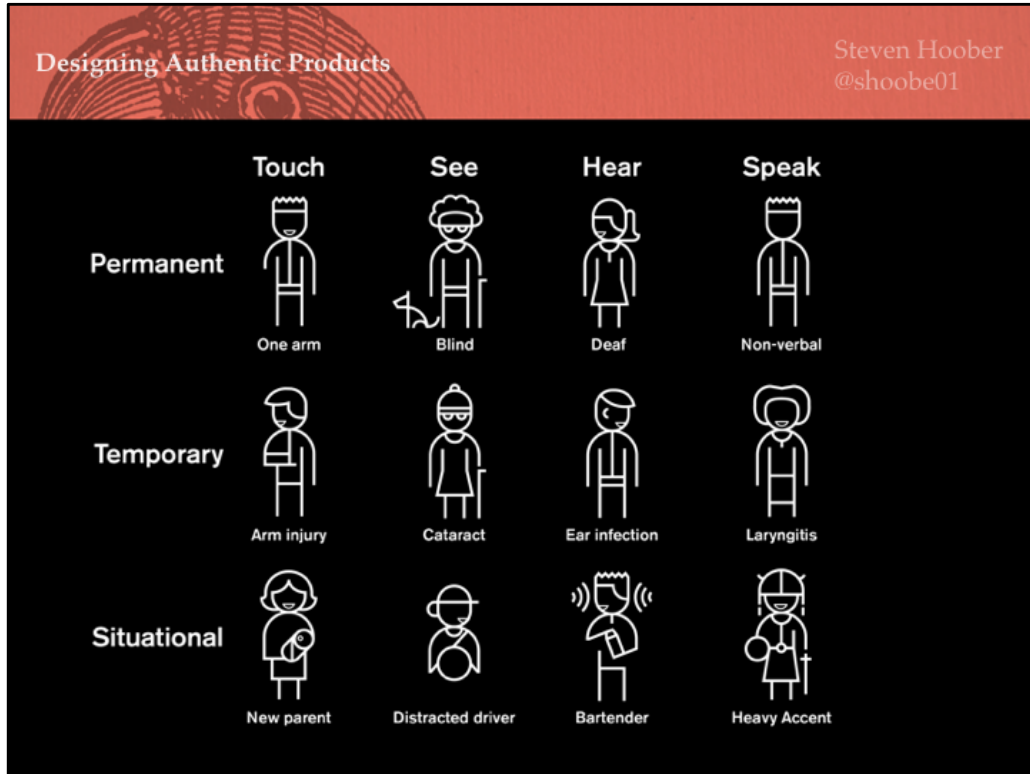 Designing Authentic Products
Steven Hoober
@shoobe01
Touch See Hear Speak
Permanent
One arm Blind Deaf Non-verbal
Temporary
Arm injury Cataract Ear infection Laryngitis
Situational
New parent Distracted driver Bartender Heavy Accent